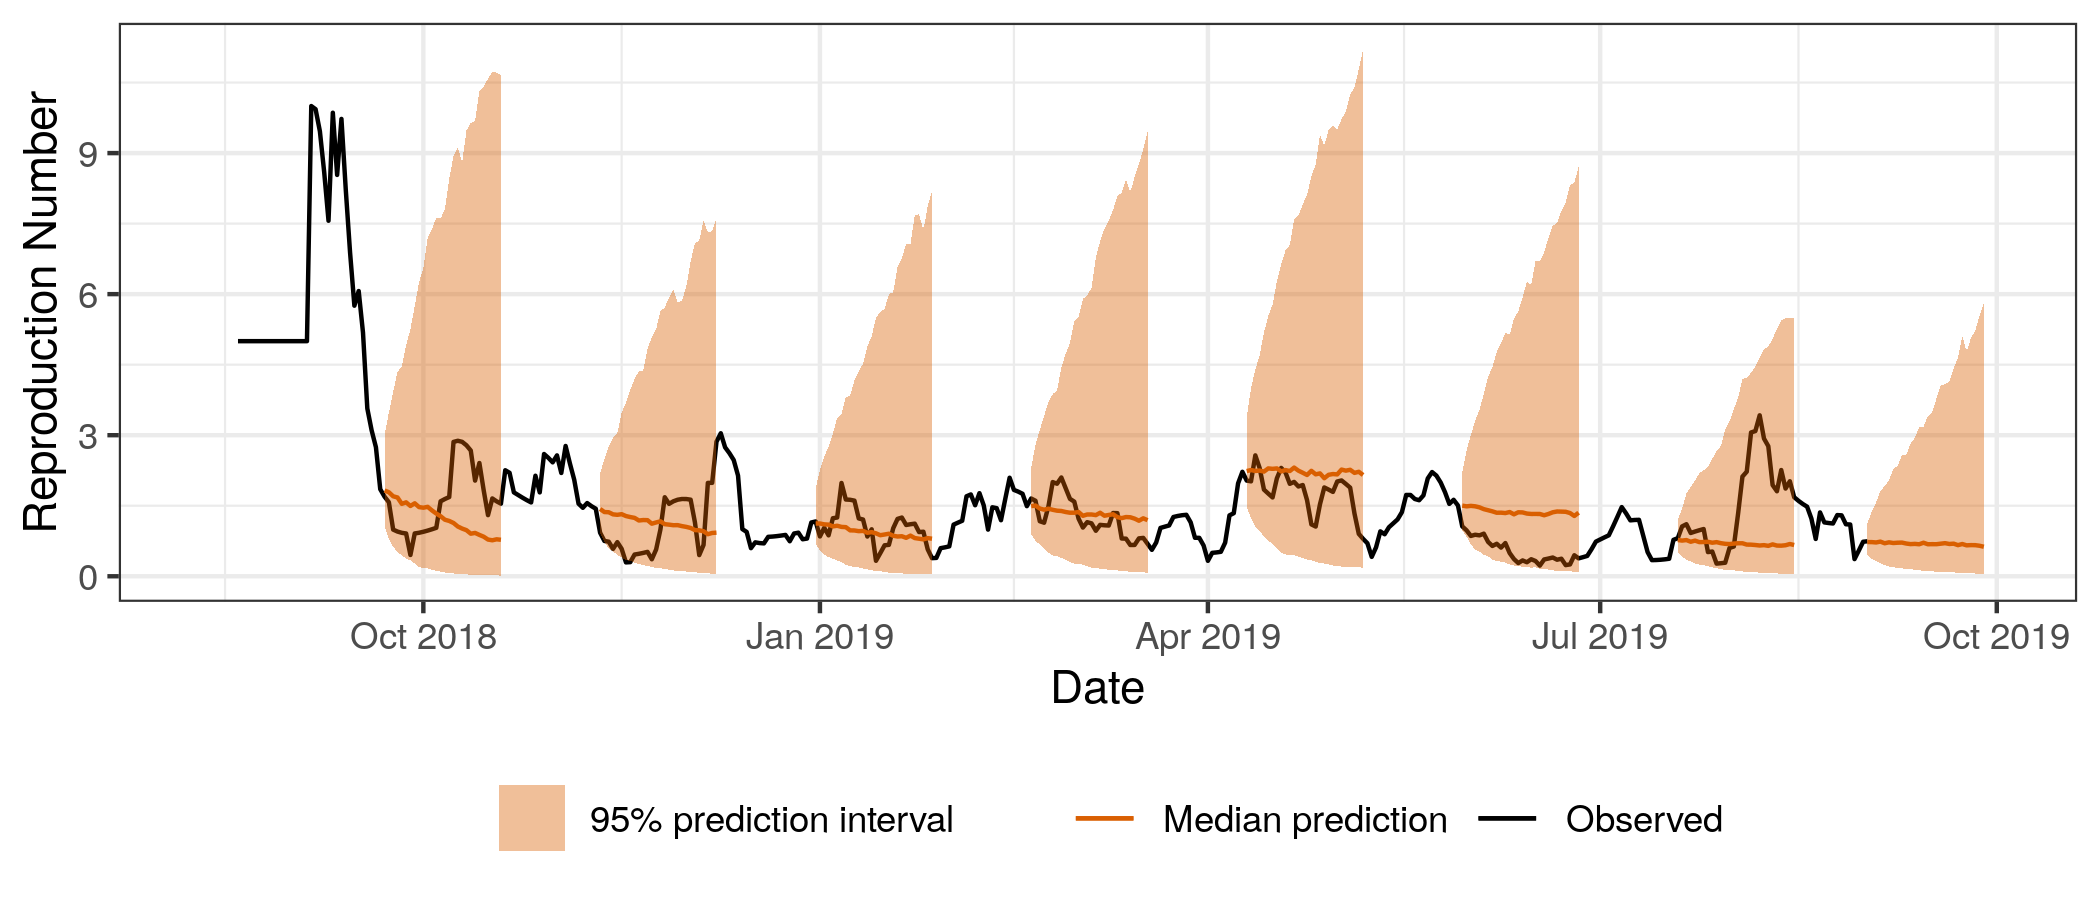 Reproduction Number
9
6
3
0
Oct 2018
Jan 2019
Apr 2019
Jul 2019
Oct 2019
Date
95% prediction interval
Median prediction
Observed